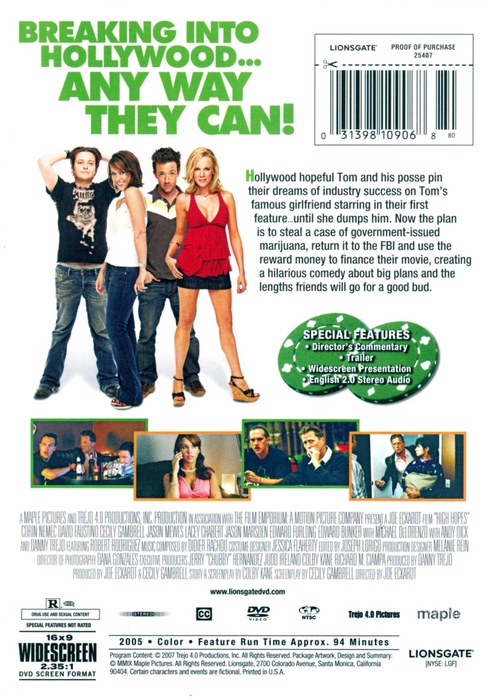 BREAKING INTO
HOLLYWOOD...
ANY WAY
THEY CAN!
LIONSGATE PROOF OF PURCHASE
25407
0 31398 10906 8 80
Hollywood hopeful Tom and his posse pin
their dreams of industry success on Tom's
famous girlfriend starring in their first
feature...until she dumps him. Now the plan
is to steal a case of government-issued
marijuana, return it to the FBI and use the
reward money to finance their movie, creating
a hilarious comedy about big plans and the
lengths friends will go for a good bud.
SPECIAL FEATURES
• Director's Commentary
• Trailer
• Widescreen Presentation
• English 2.0 Stereo Audio
A MAPLE PICTURES AND TREJO 4.0 PRODUCTIONS, INC. PRODUCTION IN ASSOCIATION WITH THE FILM EMPORIUM, A MOTION PICTURE COMPANY PRESENT A JOE ECKARDT FILM "HIGH HOPES"
CORIN NEMEC DAVID FAUSTINO CECILY GAMBRELL JASON MEWES LACEY CHABERT JASON MARSDEN EDWARD FURLONG EDWARD BUNKER WITH MICHAEL DELORENZO WITH ANDY DICK
AND DANNY TREJO FEATURING ROBERT RODRIGUEZ MUSIC COMPOSED BY DIDIER RACHOU COSTUME DESIGNER JESSICA FLAHERTY EDITED BY JOSEPH LORIGO PRODUCTION DESIGNER MELANIE REIN
DIRECTOR OF PHOTOGRAPHY DANA GONZALES EXECUTIVE PRODUCERS JERRY "CHUBBY" HERNANDEZ JUDD IRELAND COLBY KANE RICHARD M. CIAMPA PRODUCED BY DANNY TREJO
PRODUCED BY JOE ECKARDT & CECILY GAMBRELL STORY & SCREENPLAY BY COLBY KANE SCREENPLAY BY CECILY GAMBRELL DIRECTED BY JOE ECKARDT
www.lionsgatedvd.com
R
DRUG USE AND SEXUAL CONTENT
SPECIAL FEATURES NOT RATED
STEREO CC DVD VIDEO NTSC Trejo 4.0 Pictures maple
16x9
WIDESCREEN
2.35:1
DVD SCREEN FORMAT
2005 • Color • Feature Run Time Approx. 94 Minutes
Program Content: © 2007 Trejo 4.0 Productions, Inc. All Rights Reserved. Package Artwork, Design and Summary:
© MMIX Maple Pictures. All Rights Reserved. Lionsgate, 2700 Colorado Avenue, Santa Monica, California
90404. Certain characters and events are fictional. Printed in Ireland.
LIONSGATE
[NYSE: LGF]